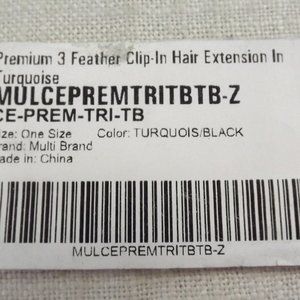 Premium 3 Feather Clip-In Hair Extension In
Turquoise
MULCEPREMTRITBTB-Z
CE-PREM-TRI-TB
Size: One Size Color: TURQUOIS/BLACK
Brand: Multi Brand
Made in: China
MULCEPREMTRITBTB-Z